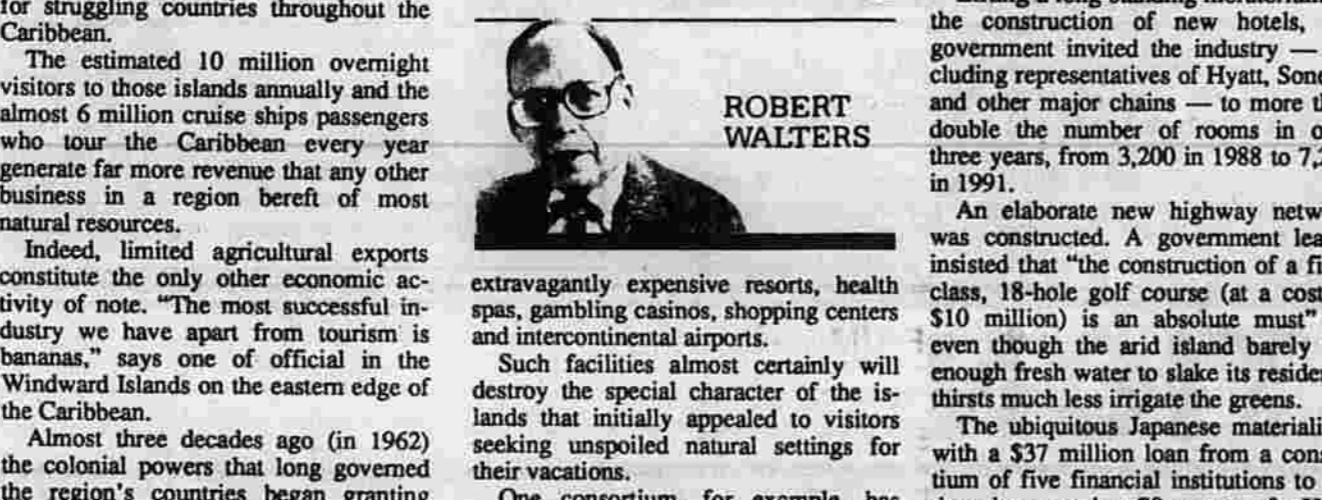 for struggling countries throughout the
Caribbean.
The estimated 10 million overnight
visitors to those islands annually and the
almost 6 million cruise ships passengers
who tour the Caribbean every year
generate far more revenue that any other
business in a region bereft of most
natural resources.
Indeed, limited agricultural exports
constitute the only other economic ac-
tivity of note. “The most successful in-
dustry we have apart from tourism is
bananas,” says one of official in the
Windward Islands on the eastern edge of
the Caribbean.
Almost three decades ago (in 1962)
the colonial powers that long governed
the region's countries began granting
ROBERT
WALTERS
extravagantly expensive resorts, health
spas, gambling casinos, shopping centers
and intercontinental airports.
Such facilities almost certainly will
destroy the special character of the is-
lands that initially appealed to visitors
seeking unspoiled natural settings for
their vacations.
One consortium, for example, has
the construction of new hotels,
government invited the industry —
cluding representatives of Hyatt,
and other major chains — to more
double the number of rooms in
three years, from 3,200 in 1988 to
in 1991.
An elaborate new highway
was constructed. A government
insisted that “the construction of a
class, 18-hole golf course (at a cost
$10 million) is an absolute must”
even though the arid island barely
enough fresh water to slake its
thirsts much less irrigate the greens.
The ubiquitous Japanese
with a $37 million loan from a
tium of five financial institutions to